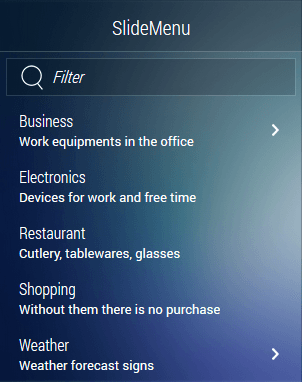 SlideMenu
Filter
Business
Work equipments in the office
Electronics
Devices for work and free time
Restaurant
Cutlery, tablewares, glasses
Shopping
Without them there is no purchase
Weather
Weather forecast signs